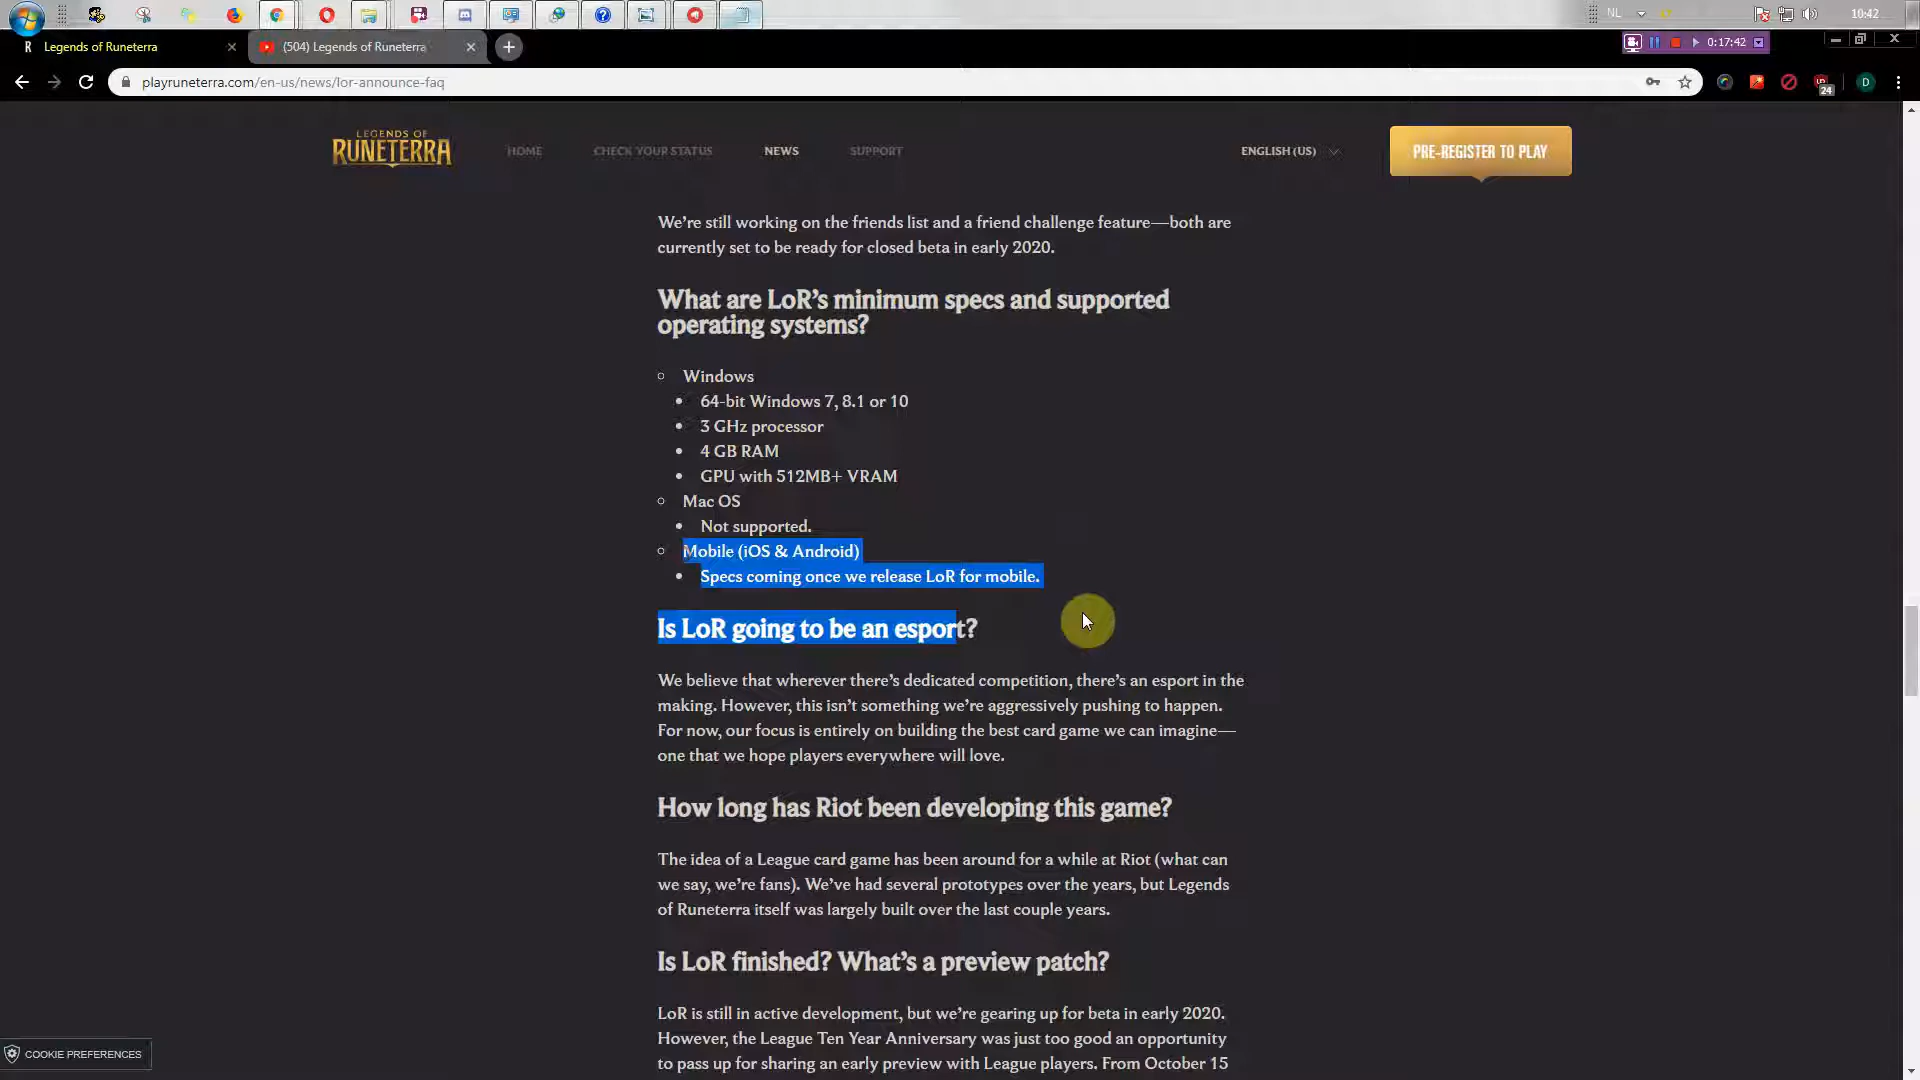 NL
10:42
Legends of Runeterra
(504) Legends of Runeterra
0:17:42
playruneterra.com/en-us/news/lor-announce-faq
24
D
LEGENDS OF
RUNETERRA
HOME
CHECK YOUR STATUS
NEWS
SUPPORT
ENGLISH (US)
PRE-REGISTER TO PLAY
We’re still working on the friends list and a friend challenge feature—both are
currently set to be ready for closed beta in early 2020.
What are LoR’s minimum specs and supported
operating systems?
Windows
64-bit Windows 7, 8.1 or 10
3 GHz processor
4 GB RAM
GPU with 512MB+ VRAM
Mac OS
Not supported.
Mobile (iOS & Android)
Specs coming once we release LoR for mobile.
Is LoR going to be an esport?
We believe that wherever there’s dedicated competition, there’s an esport in the
making. However, this isn’t something we’re aggressively pushing to happen.
For now, our focus is entirely on building the best card game we can imagine—
one that we hope players everywhere will love.
How long has Riot been developing this game?
The idea of a League card game has been around for a while at Riot (what can
we say, we’re fans). We’ve had several prototypes over the years, but Legends
of Runeterra itself was largely built over the last couple years.
Is LoR finished? What’s a preview patch?
LoR is still in active development, but we’re gearing up for beta in early 2020.
However, the League Ten Year Anniversary was just too good an opportunity
to pass up for sharing an early preview with League players. From October 15
COOKIE PREFERENCES